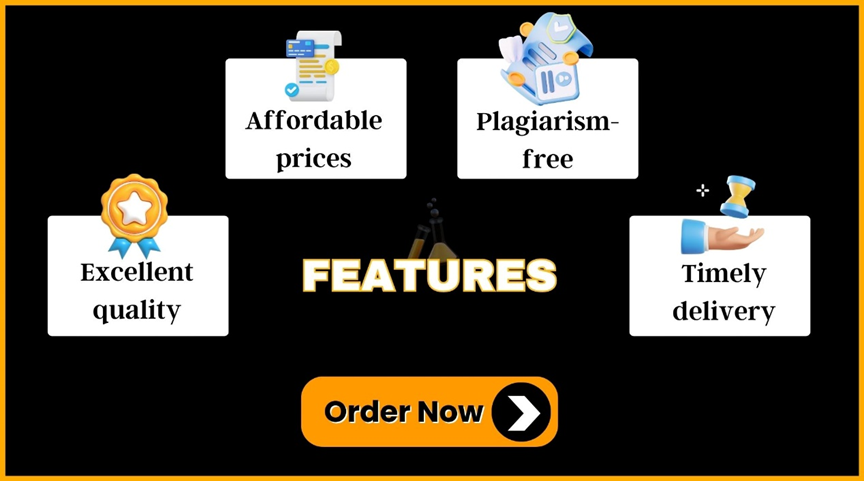 Affordable
prices
Plagiarism-
free
Excellent
quality
Timely
delivery
FEATURES
Order Now